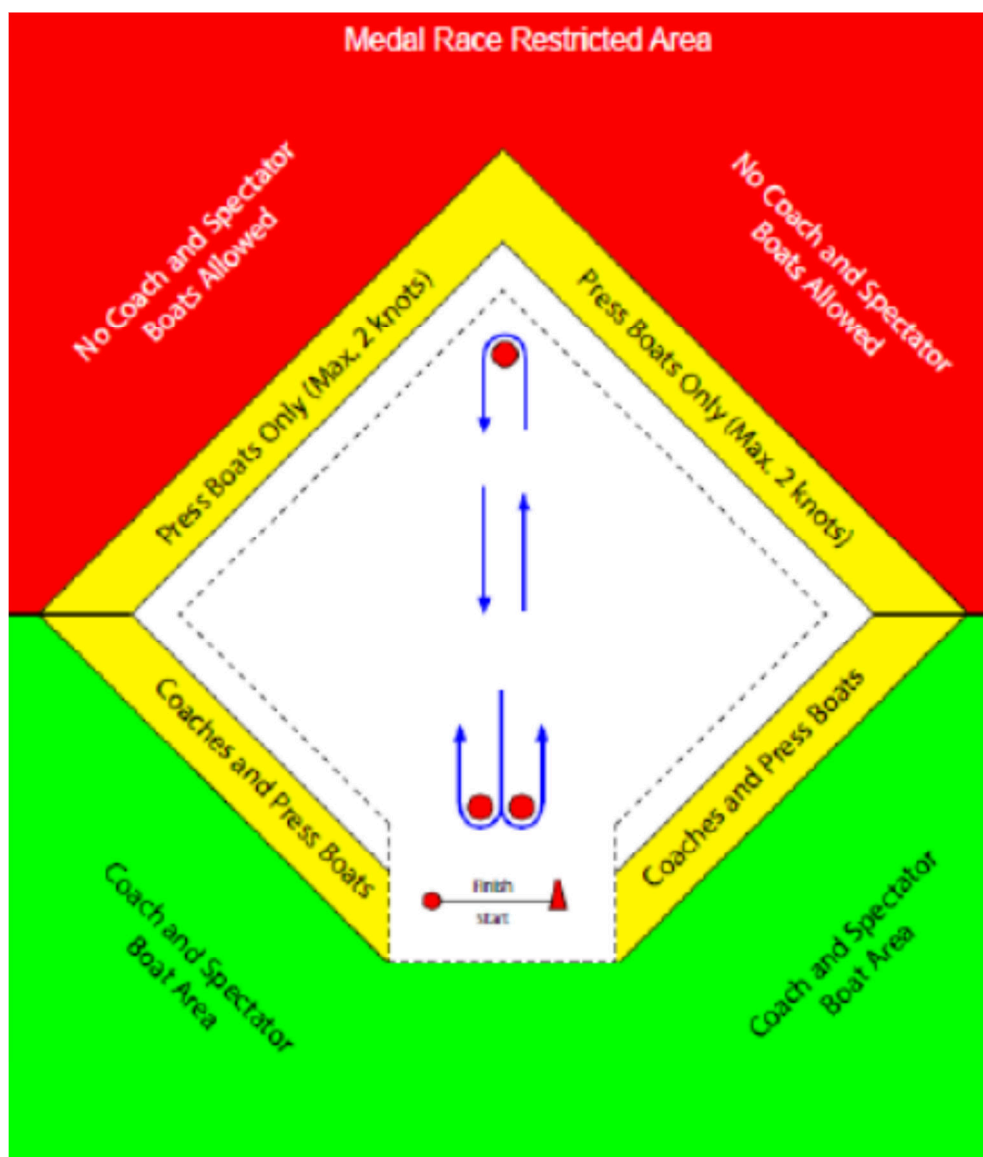 Medal Race Restricted Area
No Coach and Spectator
Boats Allowed
No Coach and Spectator
Boats Allowed
Press Boats Only (Max. 2 knots)
Press Boats Only (Max. 2 knots)
Coaches and Press Boats
Coaches and Press Boats
Finish
start
Coach and Spectator
Boat Area
Coach and Spectator
Boat Area